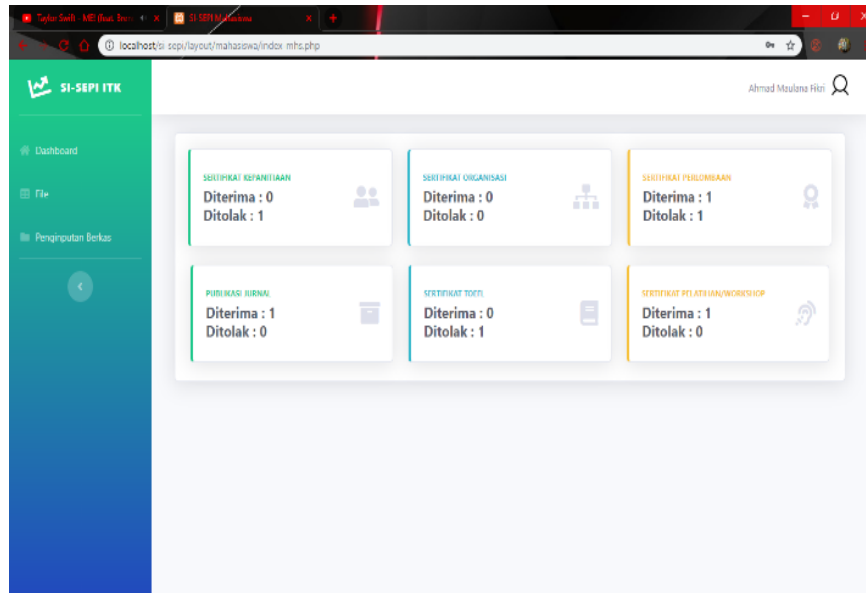 Taylor Swift - ME! (feat. Bren
SI-SEPI Mahasiswa
localhost/si-sepi/layout/mahasiswa/index-mhs.php
SI-SEPI ITK
Ahmad Maulana Fikri
Dashboard
File
Penginputan Berkas
SERTIFIKAT KEPANITIAAN
Diterima : 0
Ditolak : 1
SERTIFIKAT ORGANISASI
Diterima : 0
Ditolak : 0
SERTIFIKAT PERLOMBAAN
Diterima : 1
Ditolak : 1
PUBLIKASI JURNAL
Diterima : 1
Ditolak : 0
SERTIFIKAT TOEFL
Diterima : 0
Ditolak : 1
SERTIFIKAT PELATIHAN/WORKSHOP
Diterima : 1
Ditolak : 0